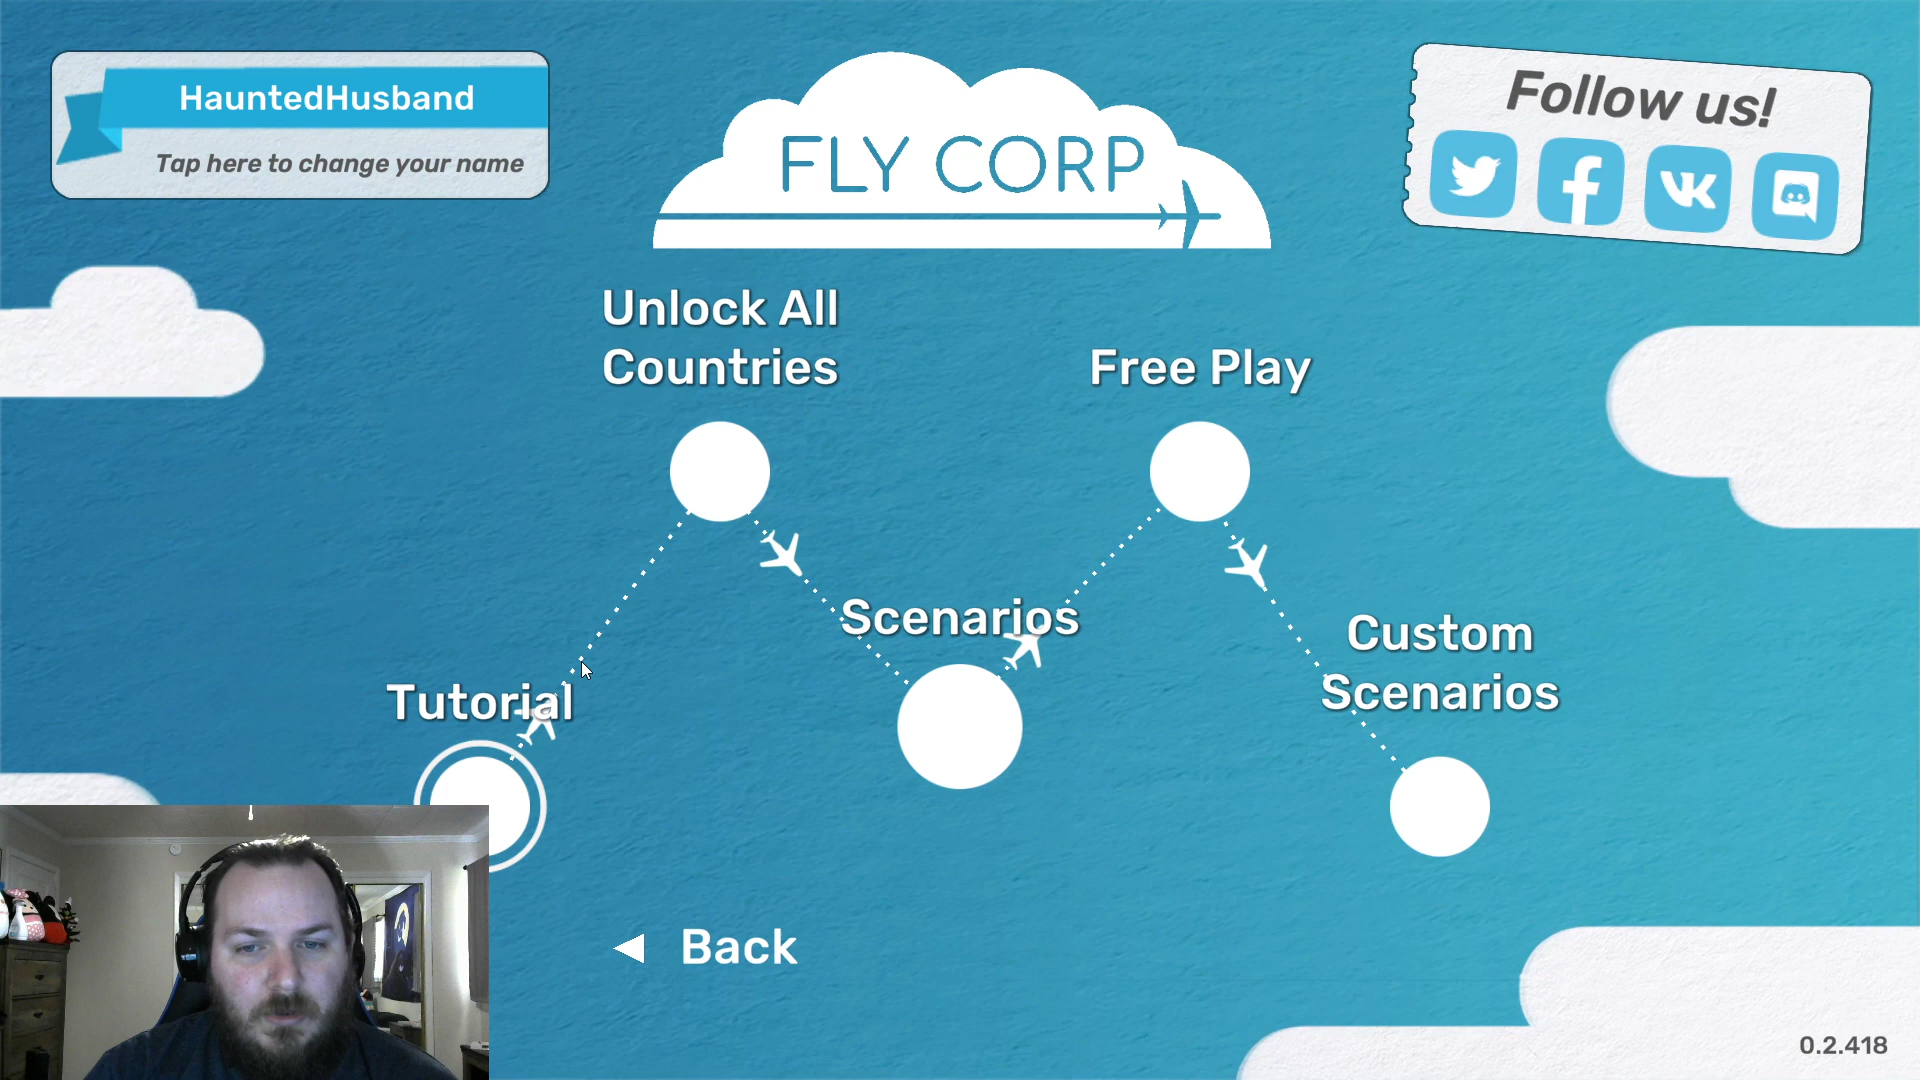 HauntedHusband
Tap here to change your name
FLY CORP
Follow us!
Unlock All
Countries
Free Play
Scenarios
Custom
Scenarios
Tutorial
Back
0.2.418